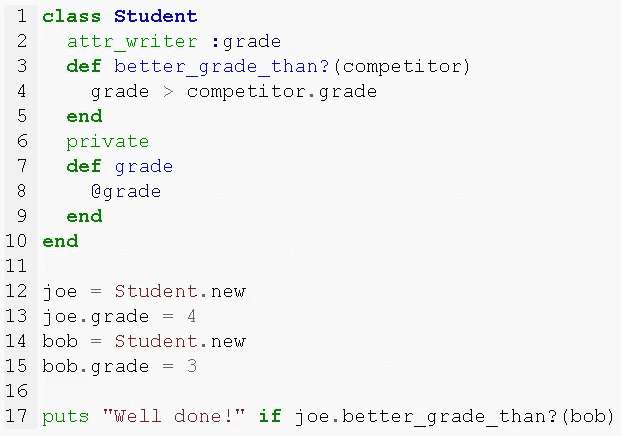 1 class Student
2   attr_writer :grade
3   def better_grade_than?(competitor)
4     grade > competitor.grade
5   end
6   private
7   def grade
8     @grade
9   end
10 end
11
12 joe = Student.new
13 joe.grade = 4
14 bob = Student.new
15 bob.grade = 3
16
17 puts "Well done!" if joe.better_grade_than?(bob)